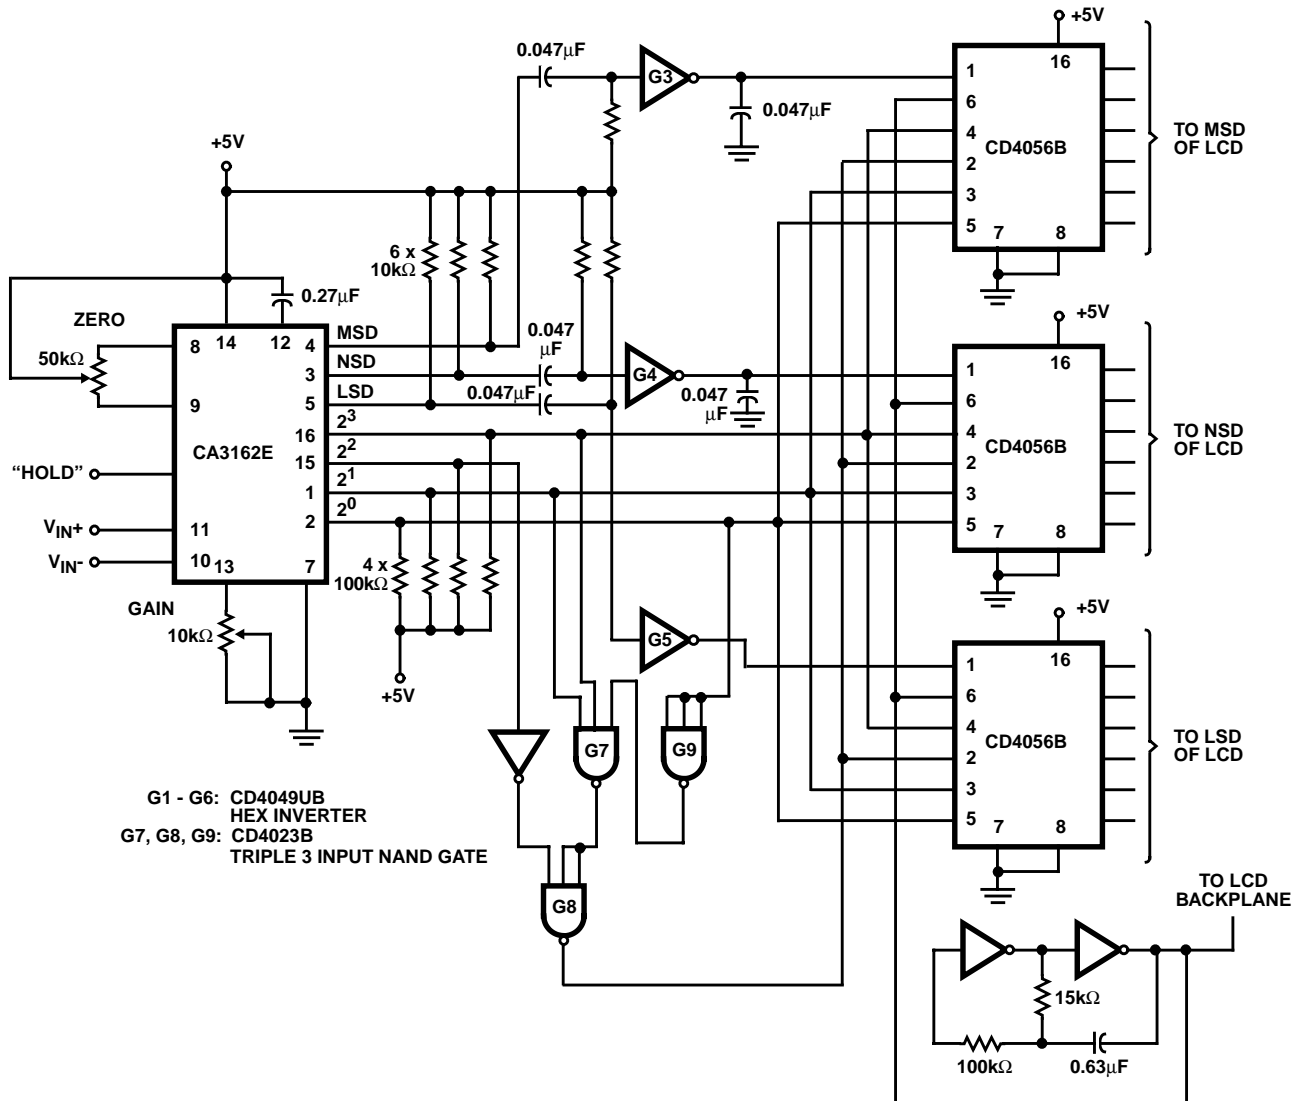 +5V
0.047µF
G3
0.047µF
16
1
6
4
2
3
5
CD4056B
7
8
TO MSD
OF LCD
+5V
6 x
10kΩ
0.27µF
ZERO
50kΩ
8
14
12
4
MSD
3
NSD
5
LSD
9
16
2³
CA3162E
15
2²
"HOLD"
1
2¹
2
2⁰
VIN+
11
VIN-
10
13
7
GAIN
10kΩ
0.047
µF
0.047µF
G4
0.047
µF
+5V
16
1
6
4
2
3
5
CD4056B
7
8
TO NSD
OF LCD
4 x
100kΩ
+5V
G5
G7
G9
G8
+5V
16
1
6
4
2
3
5
CD4056B
7
8
TO LSD
OF LCD
G1 - G6: CD4049UB
HEX INVERTER
G7, G8, G9: CD4023B
TRIPLE 3 INPUT NAND GATE
TO LCD
BACKPLANE
15kΩ
100kΩ
0.63µF